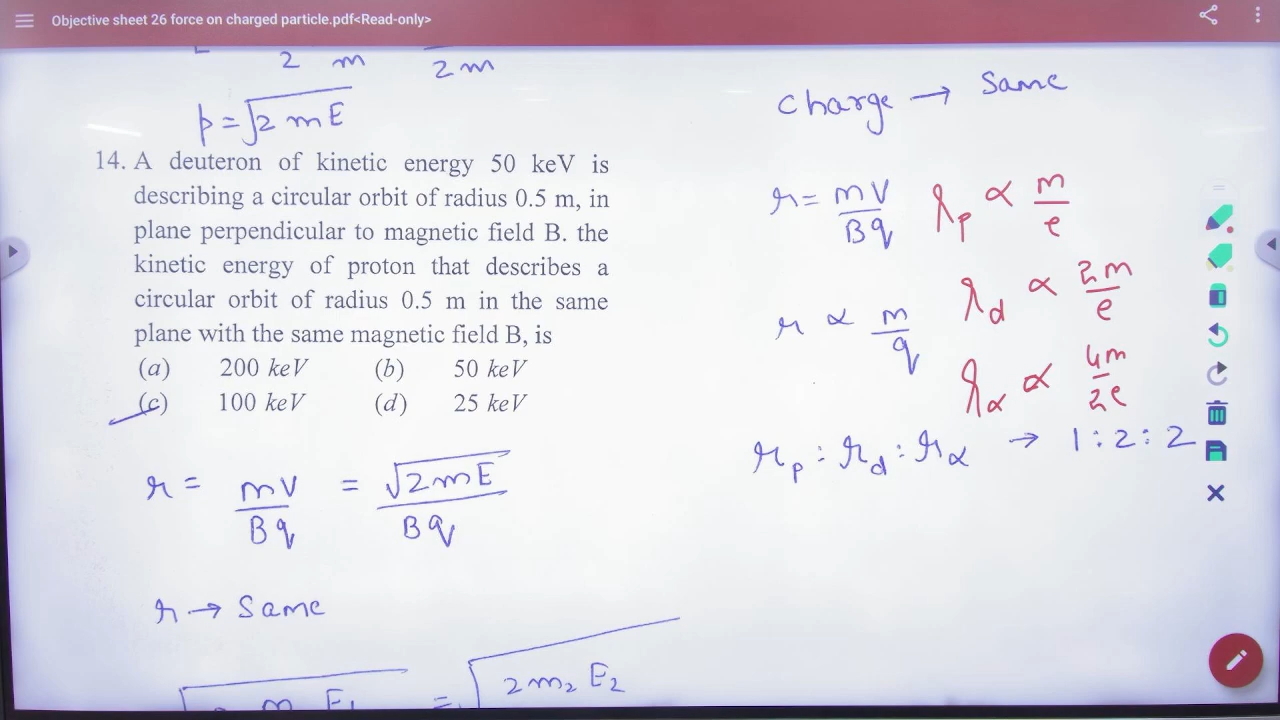 Objective sheet 26 force on charged particle.pdf<Read-only>
2 m 2m
p = √2mE
14. A deuteron of kinetic energy 50 keV is
describing a circular orbit of radius 0.5 m, in
plane perpendicular to magnetic field B. the
kinetic energy of proton that describes a
circular orbit of radius 0.5 m in the same
plane with the same magnetic field B, is
(a) 200 keV (b) 50 keV
(c) 100 keV (d) 25 keV
r = mV/Bq = √2mE/Bq
r → Same
m E₁ = √2m₂E₂
Charge → Same
r = mV/Bq rₚ ∝ m/e
r_d ∝ 2m/e
r ∝ m/q
r_α ∝ 4m/2e
rₚ : r_d : r_α → 1 : 2 : 2